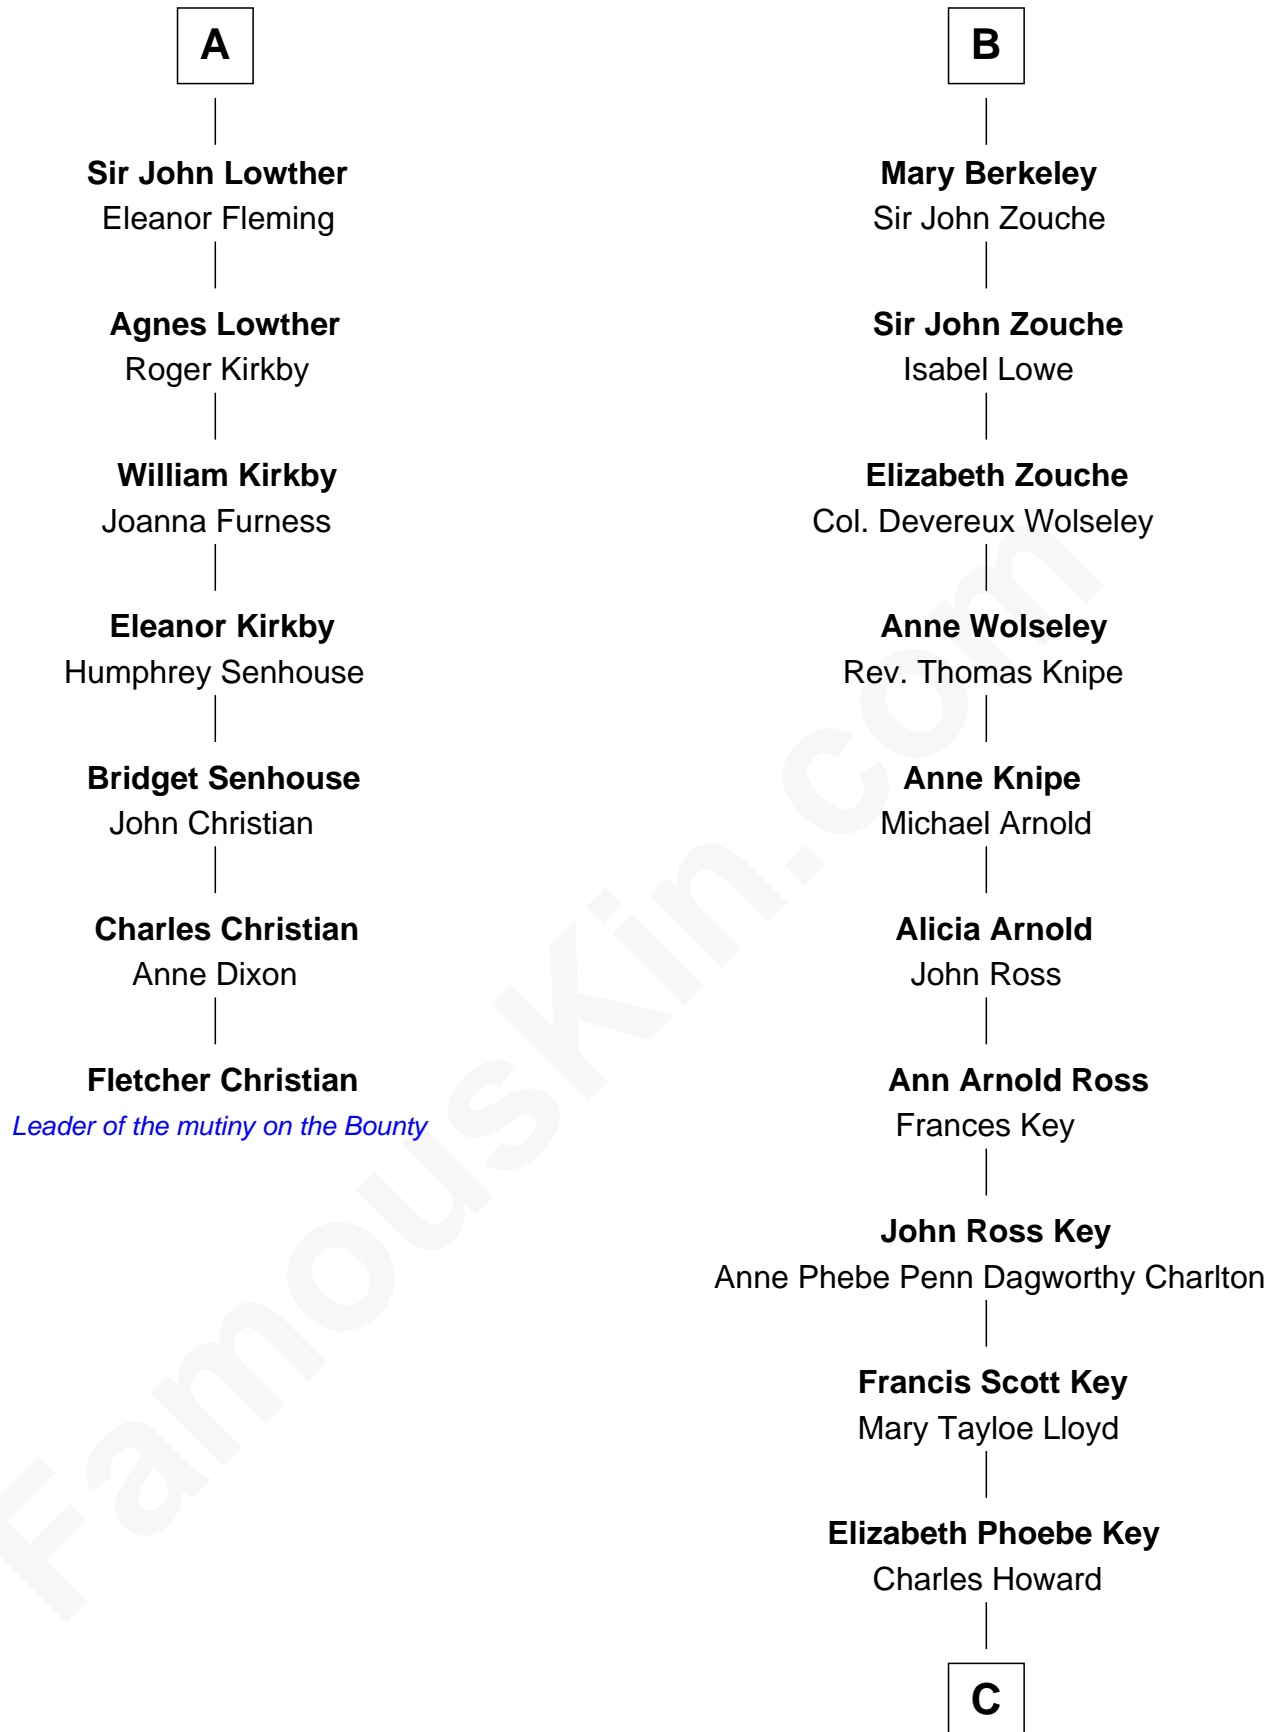 A
Sir John Lowther
Eleanor Fleming
Agnes Lowther
Roger Kirkby
William Kirkby
Joanna Furness
Eleanor Kirkby
Humphrey Senhouse
Bridget Senhouse
John Christian
Charles Christian
Anne Dixon
Fletcher Christian
Leader of the mutiny on the Bounty
B
Mary Berkeley
Sir John Zouche
Sir John Zouche
Isabel Lowe
Elizabeth Zouche
Col. Devereux Wolseley
Anne Wolseley
Rev. Thomas Knipe
Anne Knipe
Michael Arnold
Alicia Arnold
John Ross
Ann Arnold Ross
Frances Key
John Ross Key
Anne Phebe Penn Dagworthy Charlton
Francis Scott Key
Mary Tayloe Lloyd
Elizabeth Phoebe Key
Charles Howard
C
FamousKin.com